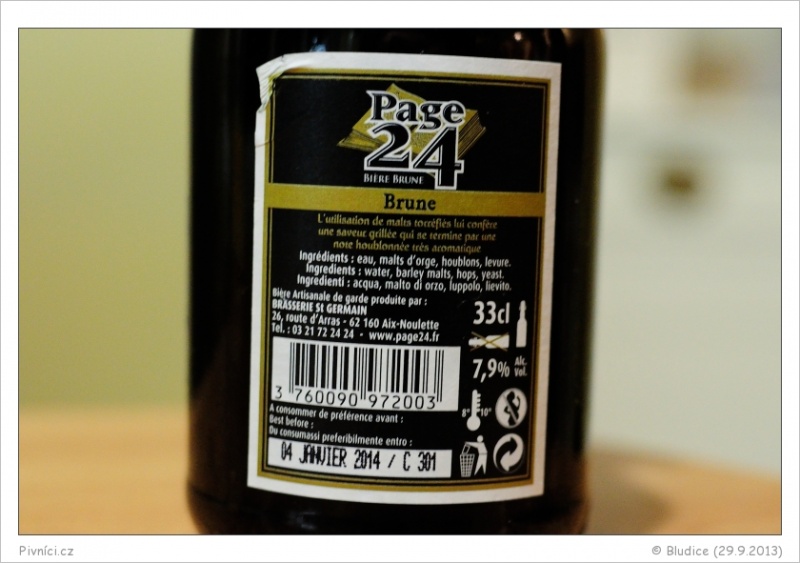 Page
24
BIÈRE BRUNE
Brune
L'utilisation de malts torréfiés lui confère
une saveur grillée qui se termine par une
note houblonnée très aromatique
Ingrédients : eau, malts d'orge, houblons, levure.
Ingredients : water, barley malts, hops, yeast.
Ingredienti : acqua, malto di orzo, luppolo, lievito.
Bière Artisanale de garde produite par :
BRASSERIE St GERMAIN
26, route d'Arras - 62 160 Aix-Noulette
Tel. : 03 21 72 24 24 - www.page24.fr
33cl
7,9% Alc. Vol.
3 760090 972003
8° 10°
A consommer de préférence avant :
Best before :
Du consumassi preferibilmente entro :
04 JANVIER 2014 / C 301
Pivníci.cz
© Bludice (29.9.2013)